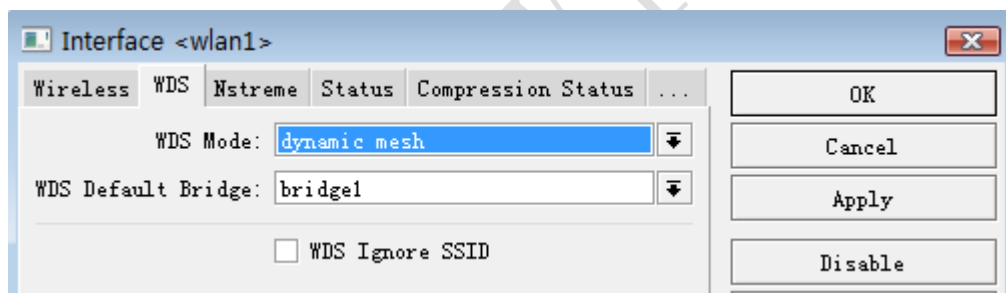 Interface <wlan1>
Wireless WDS Nstreme Status Compression Status ...
OK
WDS Mode: dynamic mesh
Cancel
WDS Default Bridge: bridge1
Apply
WDS Ignore SSID
Disable